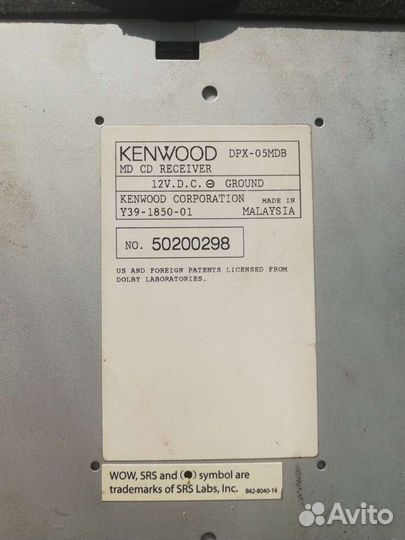 KENWOOD DPX-05MDB
MD CD RECEIVER
12V.D.C. ⊖ GROUND
KENWOOD CORPORATION MADE IN
Y39-1850-01 MALAYSIA
NO. 50200298
US AND FOREIGN PATENTS LICENSED FROM
DOLBY LABORATORIES.
WOW, SRS and (●) symbol are
trademarks of SRS Labs, Inc. B42-8040-14
Avito